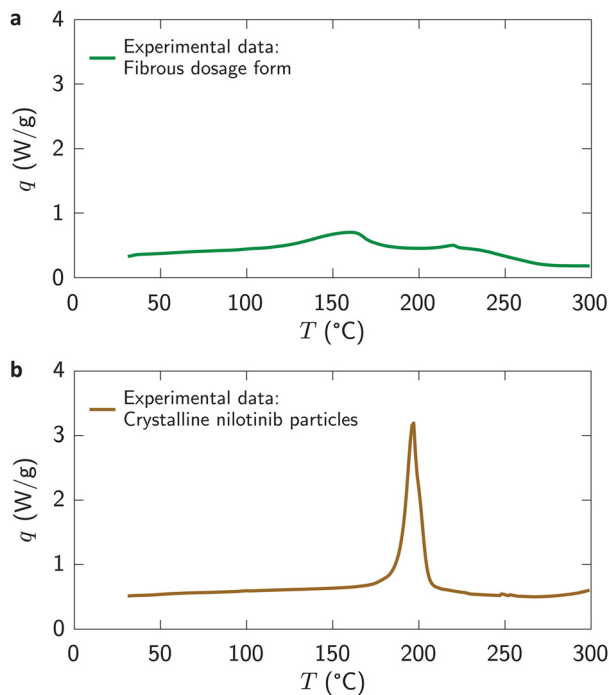 a
4
3
2
1
0
q (W/g)
Experimental data:
Fibrous dosage form
0 50 100 150 200 250 300
T (°C)
b
4
3
2
1
0
q (W/g)
Experimental data:
Crystalline nilotinib particles
0 50 100 150 200 250 300
T (°C)